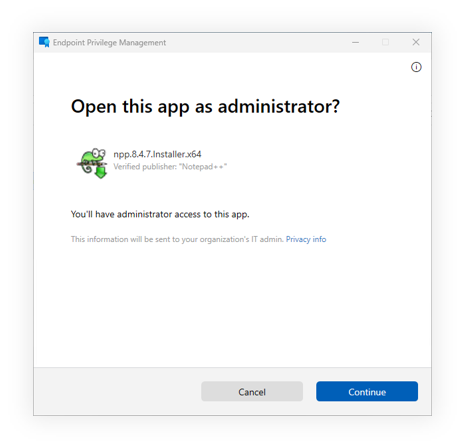 Endpoint Privilege Management
Open this app as administrator?
npp.8.4.7.Installer.x64
Verified publisher: "Notepad++"
You'll have administrator access to this app.
This information will be sent to your organization's IT admin. Privacy info
Cancel
Continue